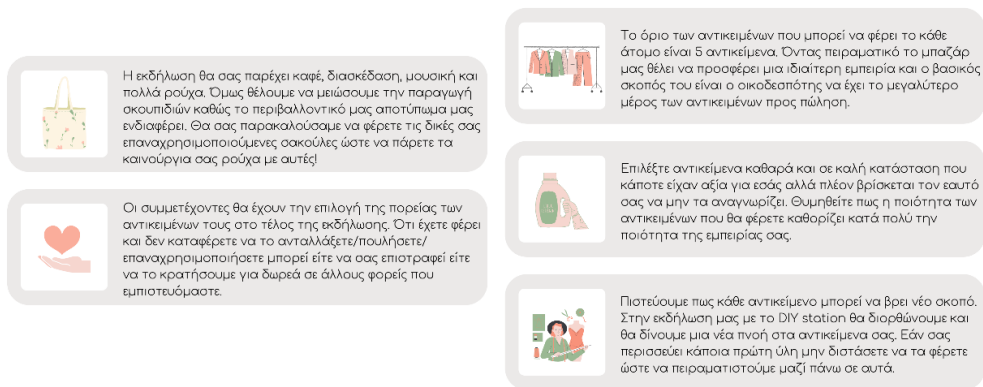 Η εκδήλωση θα σας παρέχει καφέ, διασκέδαση, μουσική και
πολλά ρούχα. Όμως θέλουμε να μειώσουμε την παραγωγή
σκουπιδιών καθώς το περιβαλλοντικό μας αποτύπωμα μας
ενδιαφέρει. Θα σας παρακαλούσαμε να φέρετε τις δικές σας
επαναχρησιμοποιούμενες σακούλες ώστε να πάρετε τα
καινούργια σας ρούχα με αυτές!
Οι συμμετέχοντες θα έχουν την επιλογή της πορείας των
αντικειμένων τους στο τέλος της εκδήλωσης. Ότι έχετε φέρει
και δεν καταφέρετε να το ανταλλάξετε/πουλήσετε/
επαναχρησιμοποιήσετε μπορεί είτε να σας επιστραφεί είτε
να το κρατήσουμε για δωρεά σε άλλους φορείς που
εμπιστευόμαστε.
Το όριο των αντικειμένων που μπορεί να φέρει το κάθε
άτομο είναι 5 αντικείμενα. Όντας πειραματικό το μπαζάρ
μας θέλει να προσφέρει μια ιδιαίτερη εμπειρία και ο βασικός
σκοπός του είναι ο οικοδεσπότης να έχει το μεγαλύτερο
μέρος των αντικειμένων προς πώληση.
Επιλέξτε αντικείμενα καθαρά και σε καλή κατάσταση που
κάποτε είχαν αξία για εσάς αλλά πλέον βρίσκεται τον εαυτό
σας να μην τα αναγνωρίζει. Θυμηθείτε πως η ποιότητα των
αντικειμένων που θα φέρετε καθορίζει κατά πολύ την
ποιότητα της εμπειρίας σας.
Πιστεύουμε πως κάθε αντικείμενο μπορεί να βρει νέο σκοπό.
Στην εκδήλωση μας με το DIY station θα διορθώνουμε και
θα δίνουμε μια νέα πνοή στα αντικείμενα σας. Εάν σας
περισσεύει κάποια πρώτη ύλη μην διστάσετε να τα φέρετε
ώστε να πειραματιστούμε μαζί πάνω σε αυτά.